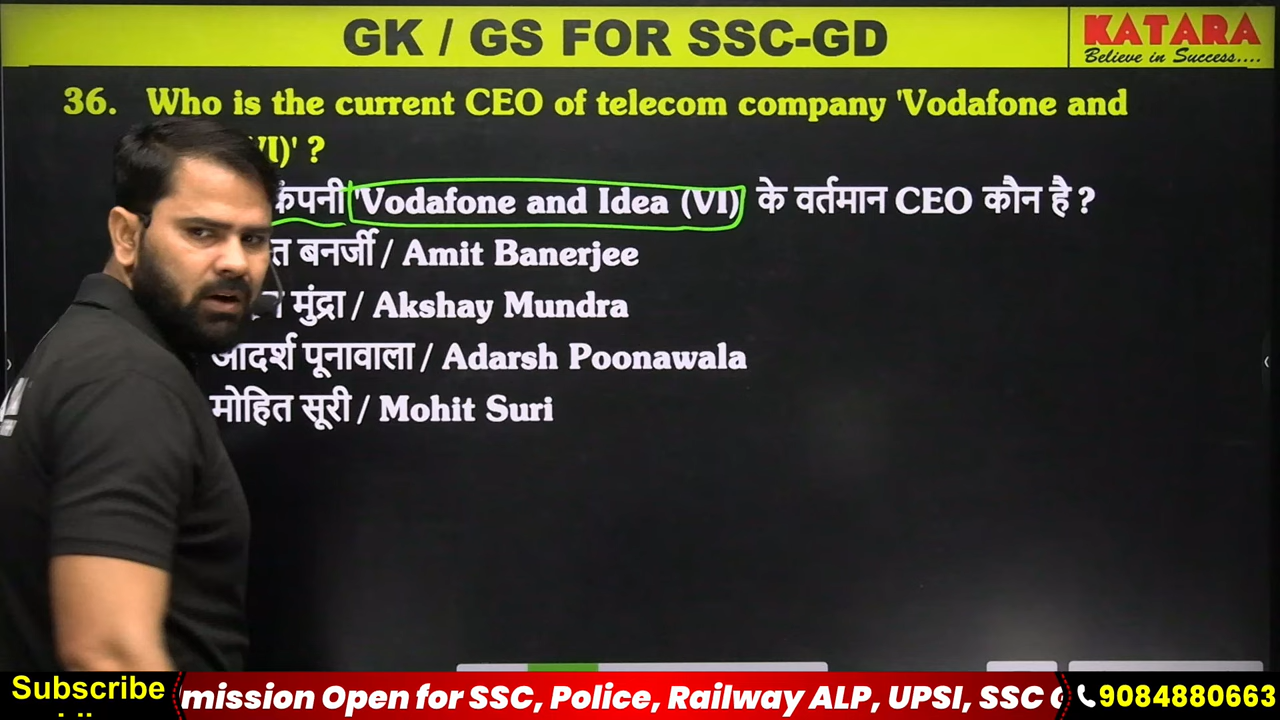 GK / GS FOR SSC-GD
KATARA
Believe in Success....
36. Who is the current CEO of telecom company 'Vodafone and
VI)' ?
कंपनी 'Vodafone and Idea (VI) के वर्तमान CEO कौन है ?
बनर्जी / Amit Banerjee
मुंद्रा / Akshay Mundra
आदर्श पूनावाला / Adarsh Poonawala
मोहित सूरी / Mohit Suri
Subscribe
mission Open for SSC, Police, Railway ALP, UPSI, SSC
9084880663